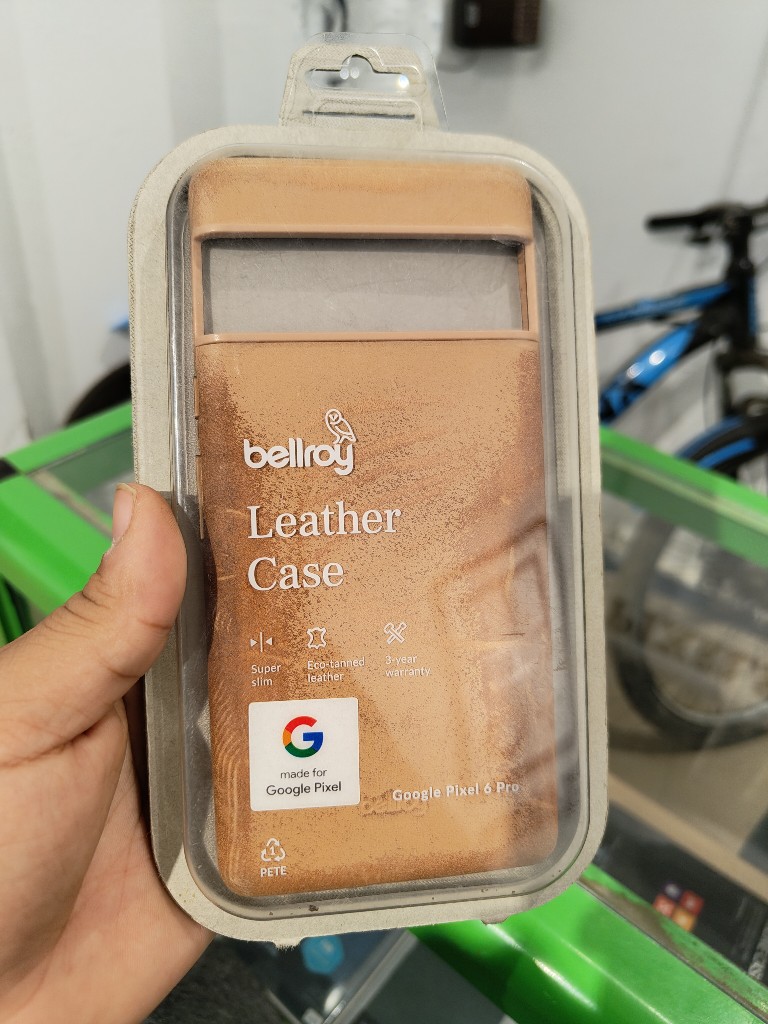 bellroy
Leather
Case
Super
slim
Eco-tanned
leather
3-year
warranty
G
made for
Google Pixel
Google Pixel 6 Pro
1
PETE